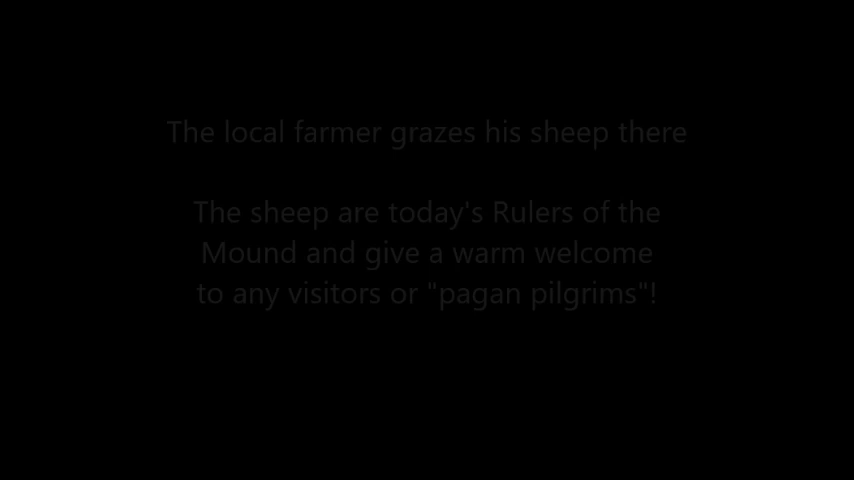 The local farmer grazes his sheep there
The sheep are today's Rulers of the
Mound and give a warm welcome
to any visitors or "pagan pilgrims"!